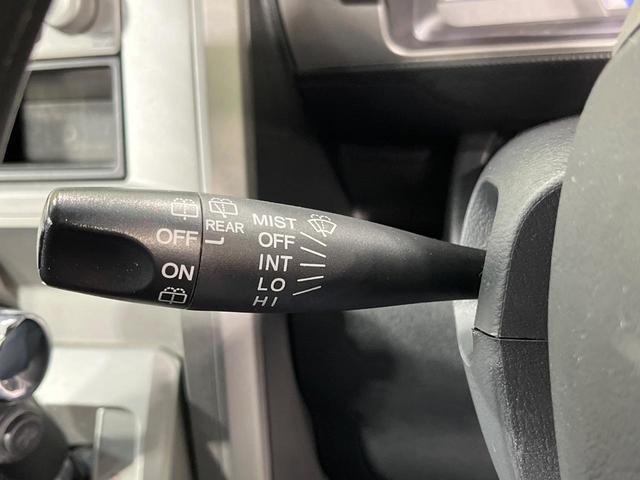 OFF
ON
REAR
MIST
OFF
INT
LO
HI